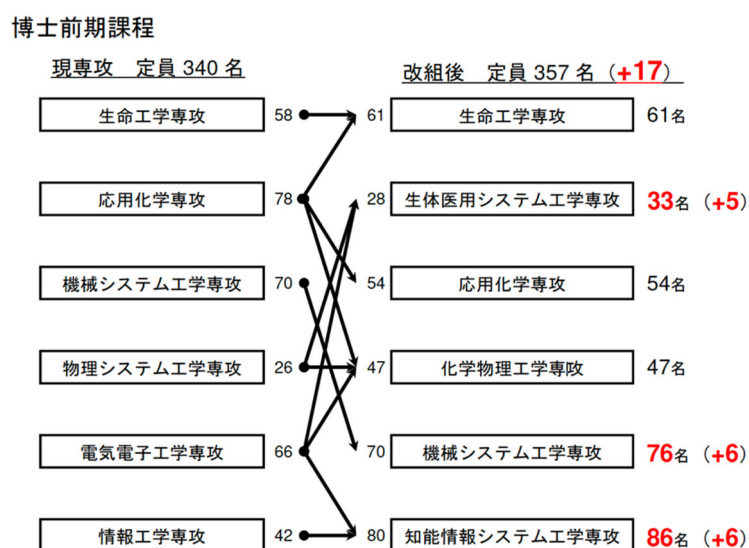 博士前期課程
現専攻 定員 340 名
改組後 定員 357 名（+17）
生命工学専攻 58 61 生命工学専攻 61名
応用化学専攻 78 28 生体医用システム工学専攻 33名（+5）
機械システム工学専攻 70 54 応用化学専攻 54名
物理システム工学専攻 26 47 化学物理工学専攻 47名
電気電子工学専攻 66 70 機械システム工学専攻 76名（+6）
情報工学専攻 42 80 知能情報システム工学専攻 86名（+6）